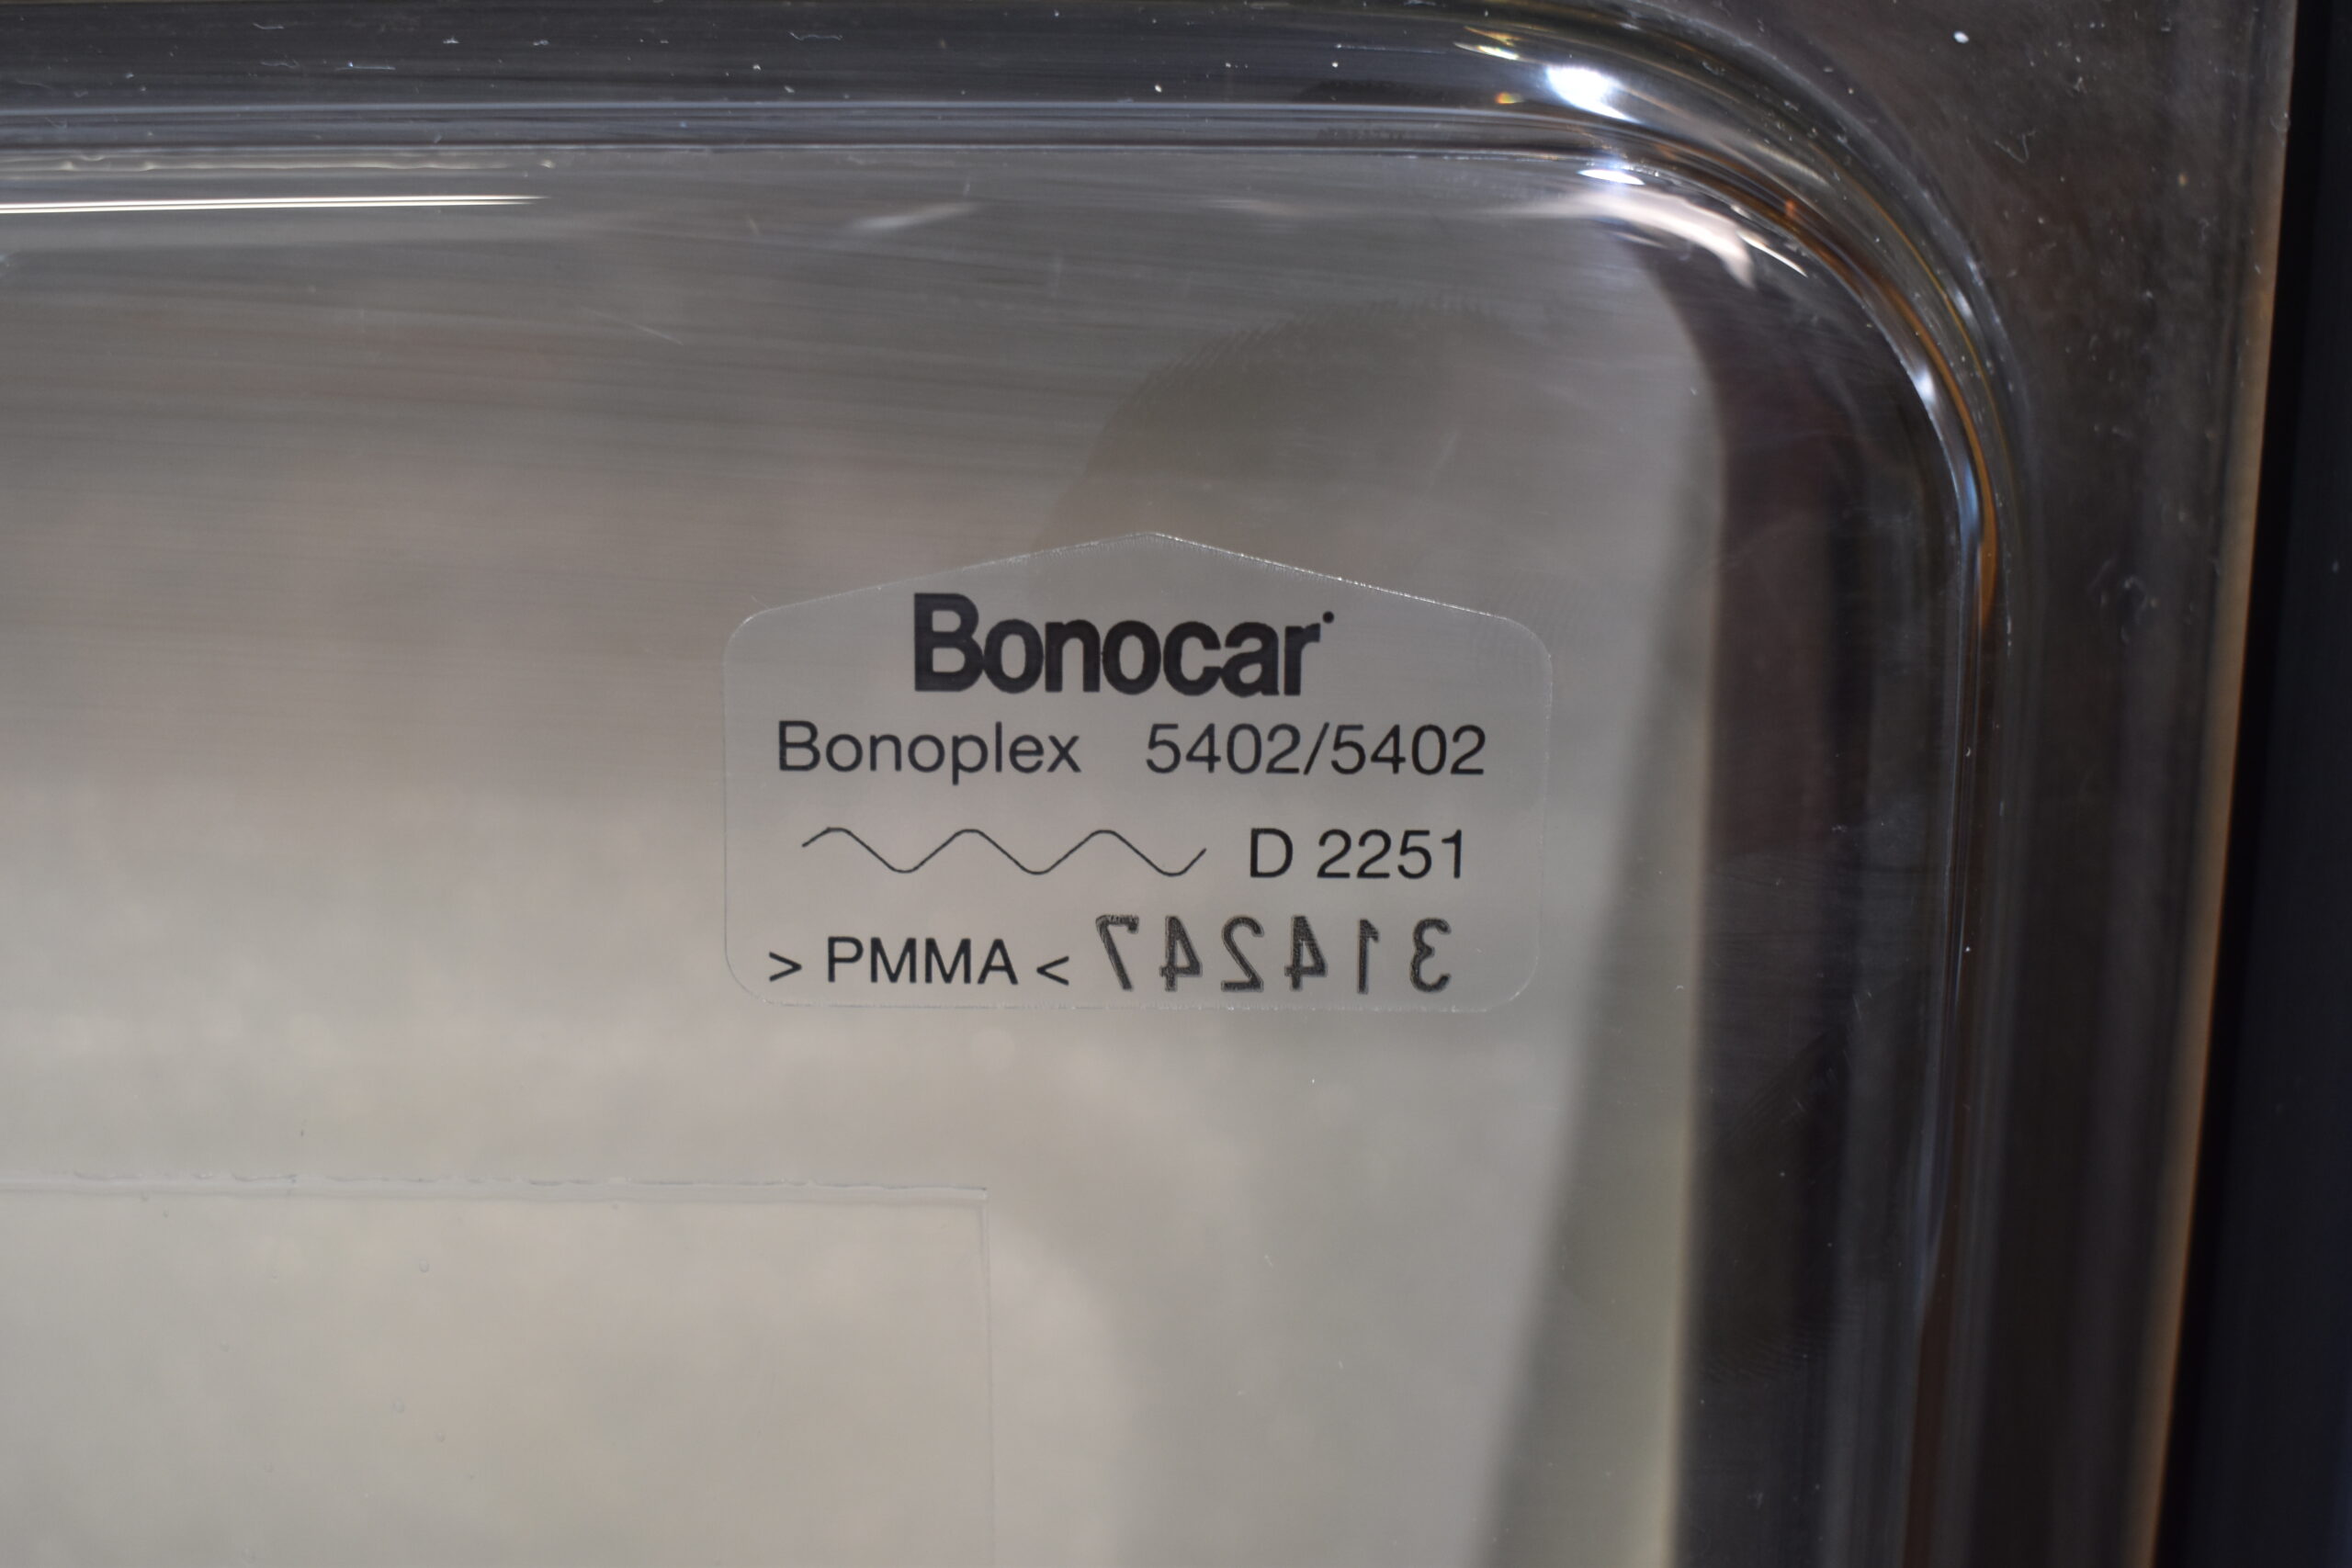 Bonocar
Bonoplex 5402/5402
D 2251
> PMMA < 314247